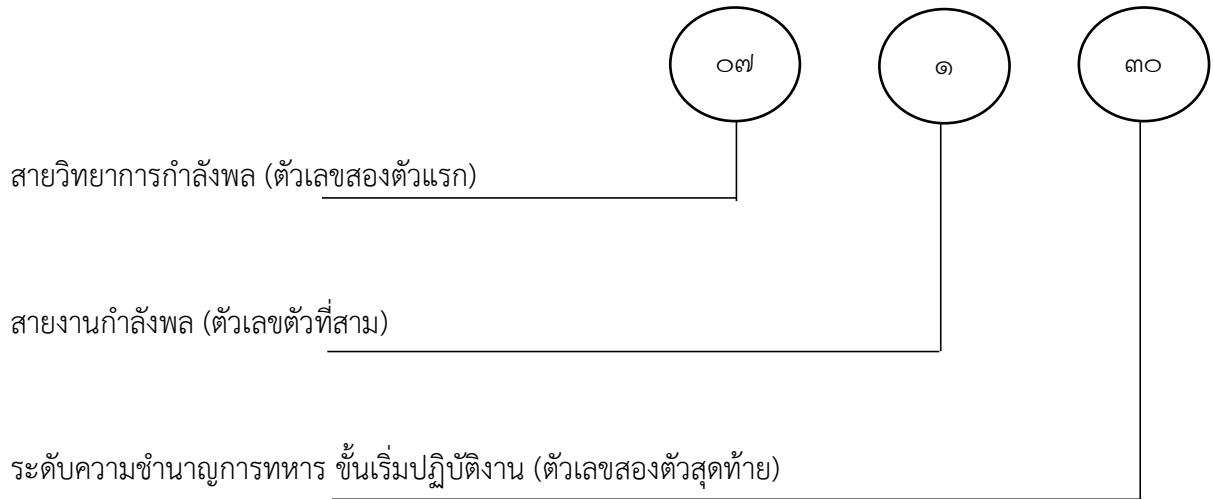 ๐๗ ๑ ๓๐
สายวิทยาการกำลังพล (ตัวเลขสองตัวแรก)
สายงานกำลังพล (ตัวเลขตัวที่สาม)
ระดับความชำนาญการทหาร ขั้นเริ่มปฏิบัติงาน (ตัวเลขสองตัวสุดท้าย)